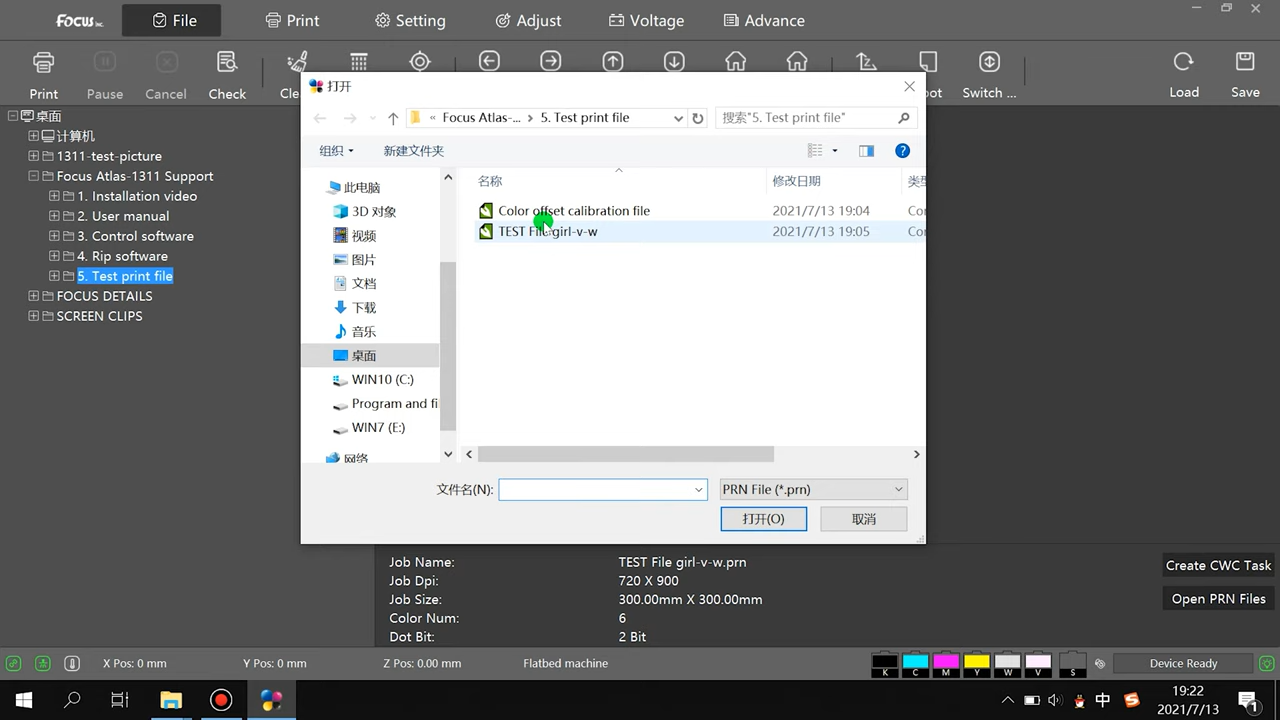 Focus Inc.
File
Print
Setting
Adjust
Voltage
Advance
Print
Pause
Cancel
Check
Switch ...
Load
Save
桌面
计算机
1311-test-picture
Focus Atlas-1311 Support
1. Installation video
2. User manual
3. Control software
4. Rip software
5. Test print file
FOCUS DETAILS
SCREEN CLIPS
打开
« Focus Atlas-... > 5. Test print file
搜索"5. Test print file"
组织
新建文件夹
此电脑
3D 对象
视频
图片
文档
下载
音乐
桌面
WIN10 (C:)
Program and fi
WIN7 (E:)
网络
名称
修改日期
类型
Color offset calibration file
2021/7/13 19:04
Cor
TEST File girl-v-w
2021/7/13 19:05
Cor
文件名(N):
PRN File (*.prn)
打开(O)
取消
Job Name: TEST File girl-v-w.prn
Job Dpi: 720 X 900
Job Size: 300.00mm X 300.00mm
Color Num: 6
Dot Bit: 2 Bit
Create CWC Task
Open PRN Files
X Pos: 0 mm
Y Pos: 0 mm
Z Pos: 0.00 mm
Flatbed machine
K
C
M
Y
W
V
S
Device Ready
中
19:22
2021/7/13
1